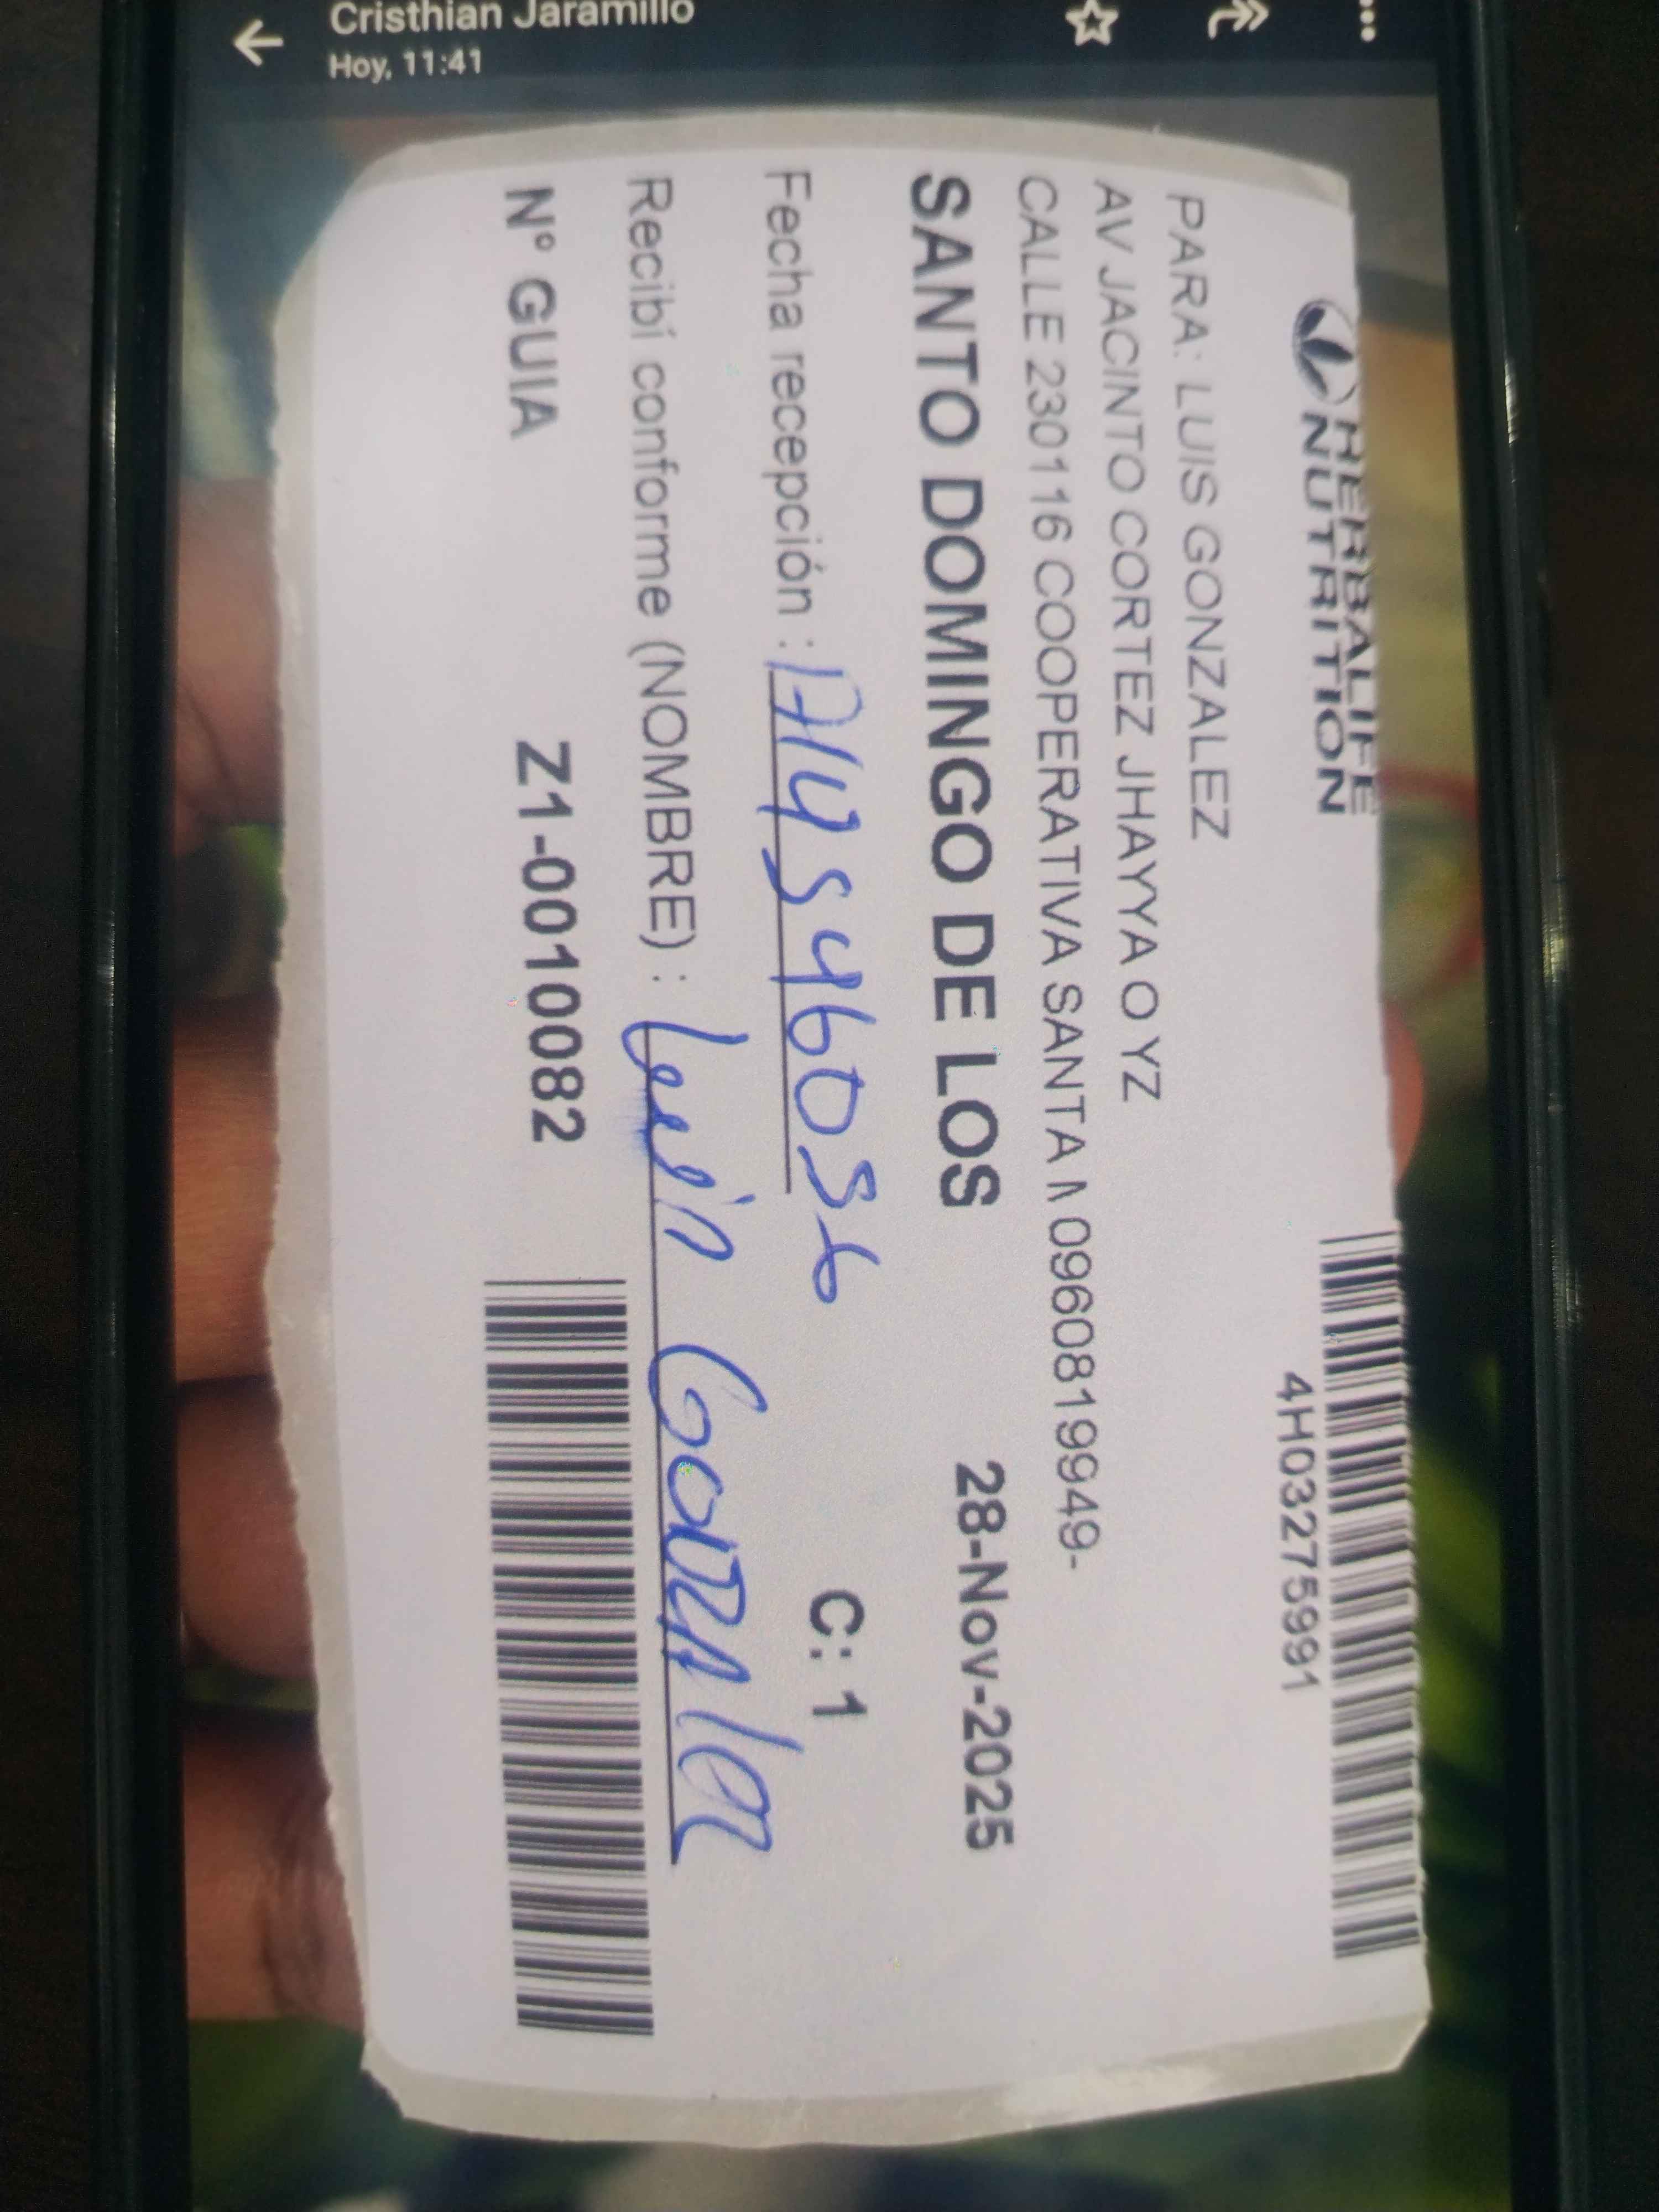 Cristhian Jaramillo
Hoy, 11:41
HERBALIFE
NUTRITION
4H03275991
PARA: LUIS GONZALEZ
AV JACINTO CORTEZ JHAYYA O YZ
CALLE 230116 COOPERATIVA SANTA M 0960819949-
SANTO DOMINGO DE LOS 28-Nov-2025
Fecha recepción : C: 1
Recibí conforme (NOMBRE) : Luis Gonzalez
Nº GUIA Z1-0010082